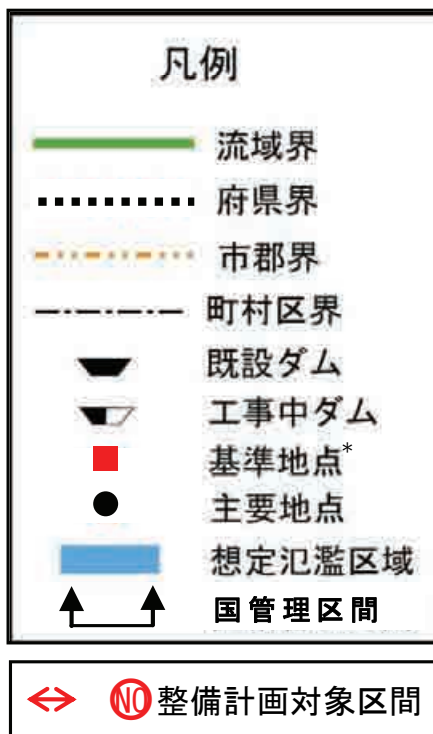 凡例
流域界
府県界
市郡界
町村区界
既設ダム
工事中ダム
基準地点*
主要地点
想定氾濫区域
国管理区間
NO 整備計画対象区間